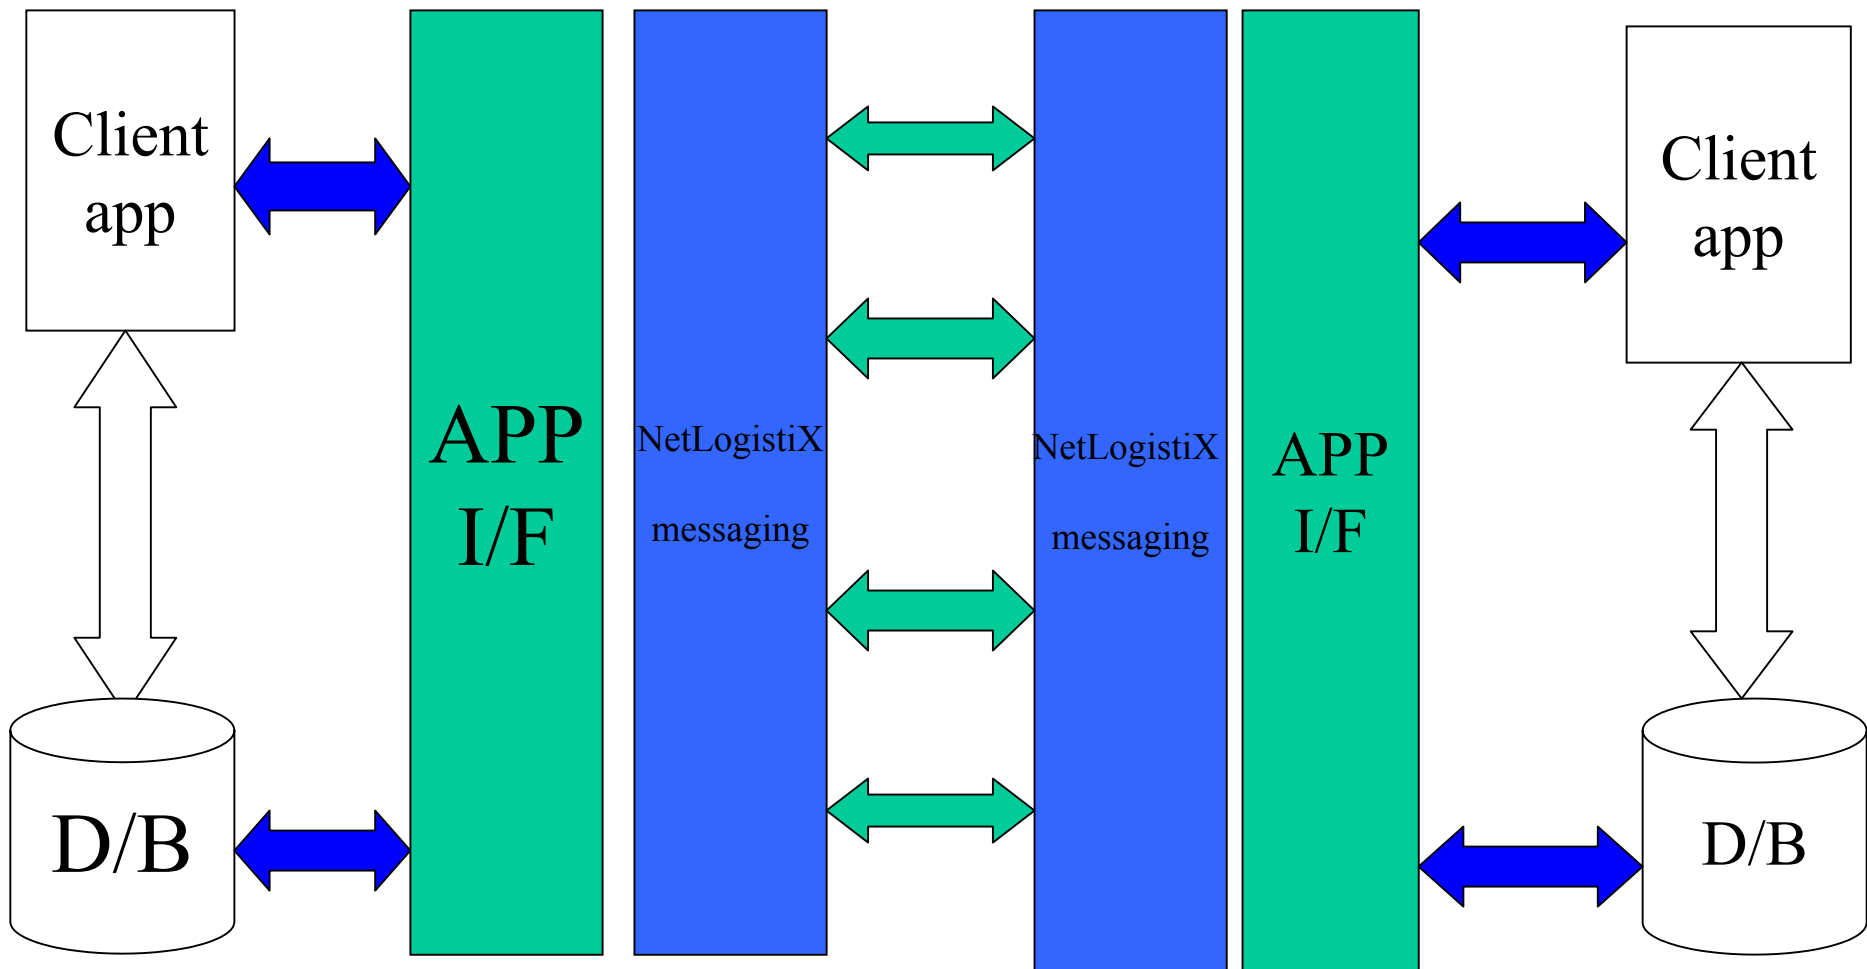 Client
app
APP
I/F
NetLogistiX
messaging
NetLogistiX
messaging
APP
I/F
Client
app
D/B
D/B